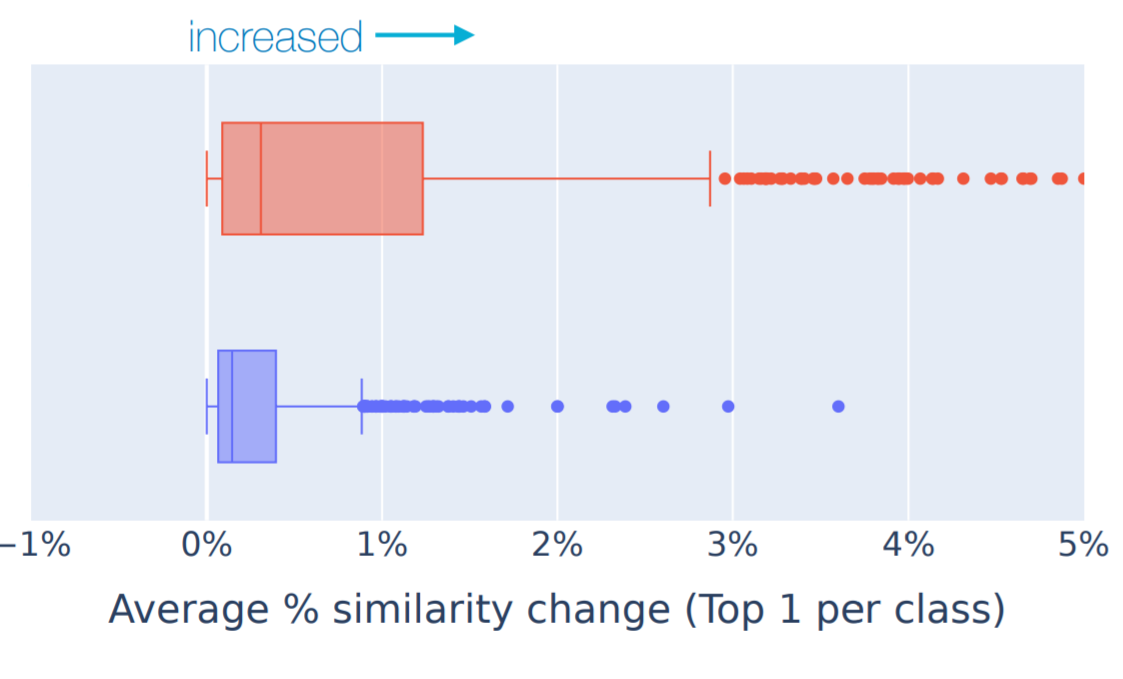 increased
−1% 0% 1% 2% 3% 4% 5%
Average % similarity change (Top 1 per class)